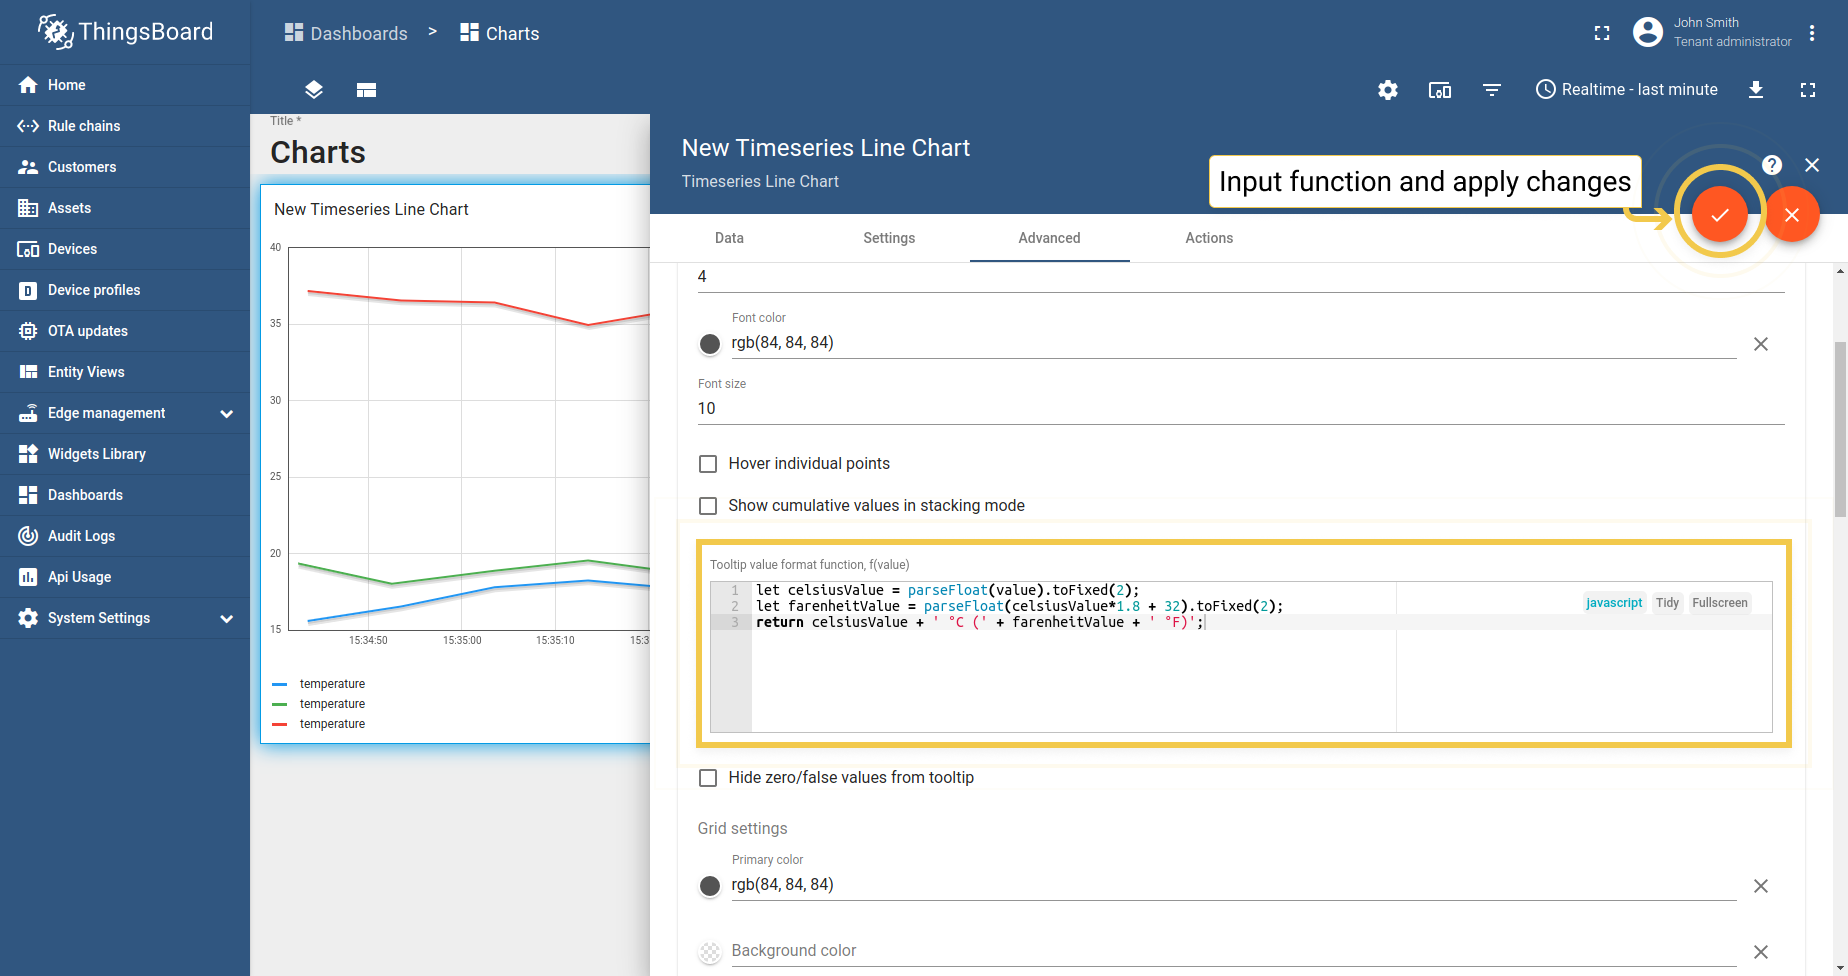 ThingsBoard
Home
Rule chains
Customers
Assets
Devices
Device profiles
OTA updates
Entity Views
Edge management
Widgets Library
Dashboards
Audit Logs
Api Usage
System Settings
Dashboards > Charts
John Smith
Tenant administrator
Realtime - last minute
Title *
Charts
New Timeseries Line Chart
40
35
30
25
20
15
15:34:50 15:35:00 15:35:10 15:3
temperature
temperature
temperature
New Timeseries Line Chart
Timeseries Line Chart
Input function and apply changes
Data Settings Advanced Actions
4
Font color
rgb(84, 84, 84)
Font size
10
Hover individual points
Show cumulative values in stacking mode
Tooltip value format function, f(value)
javascript Tidy Fullscreen
1 let celsiusValue = parseFloat(value).toFixed(2);
2 let farenheitValue = parseFloat(celsiusValue*1.8 + 32).toFixed(2);
3 return celsiusValue + ' °C (' + farenheitValue + ' °F)';
Hide zero/false values from tooltip
Grid settings
Primary color
rgb(84, 84, 84)
Background color